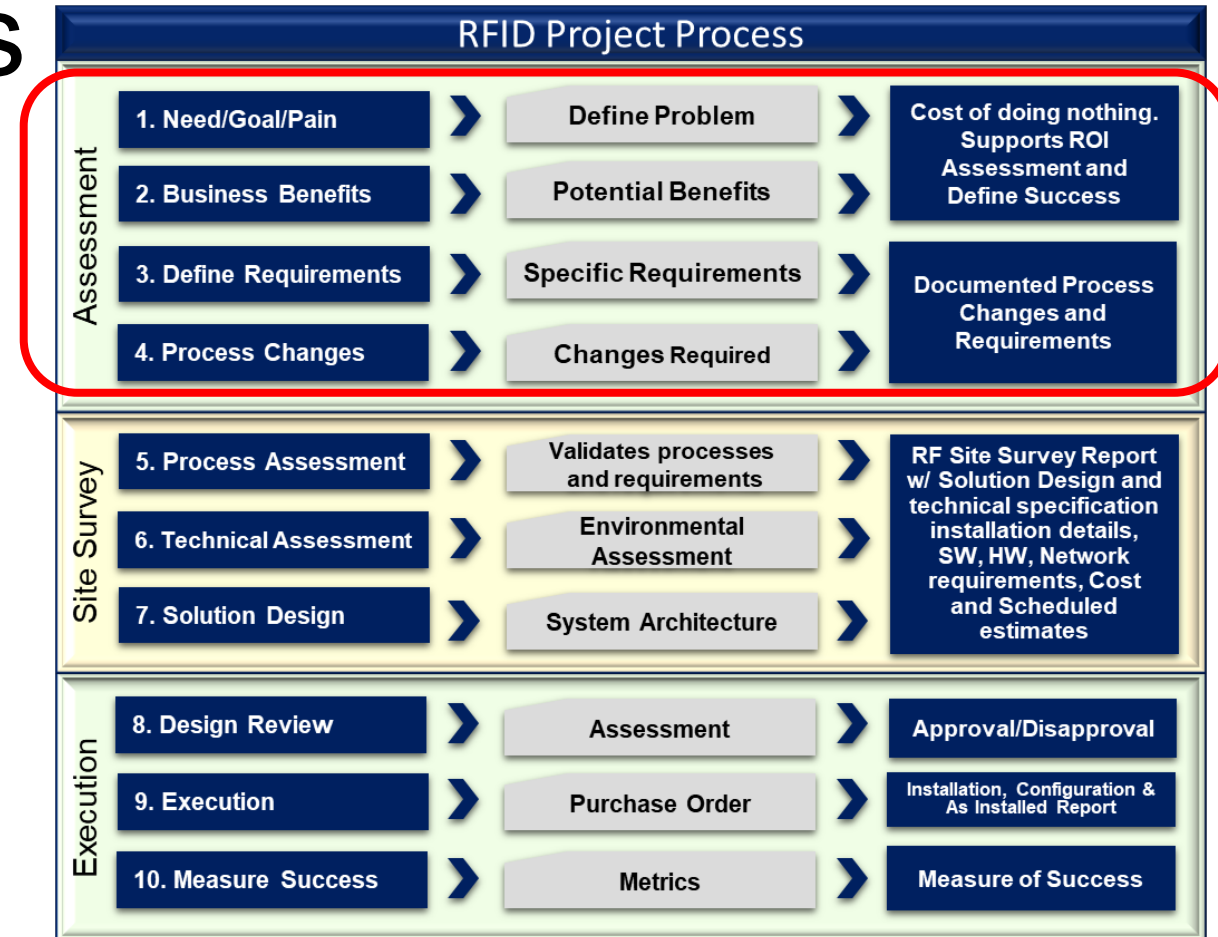 s
RFID Project Process
Assessment
1. Need/Goal/Pain
Define Problem
Cost of doing nothing.
Supports ROI
Assessment and
Define Success
2. Business Benefits
Potential Benefits
3. Define Requirements
Specific Requirements
Documented Process
Changes and
Requirements
4. Process Changes
Changes Required
Site Survey
5. Process Assessment
Validates processes
and requirements
RF Site Survey Report
w/ Solution Design and
technical specification
installation details,
SW, HW, Network
requirements, Cost
and Scheduled
estimates
6. Technical Assessment
Environmental
Assessment
7. Solution Design
System Architecture
Execution
8. Design Review
Assessment
Approval/Disapproval
9. Execution
Purchase Order
Installation, Configuration &
As Installed Report
10. Measure Success
Metrics
Measure of Success